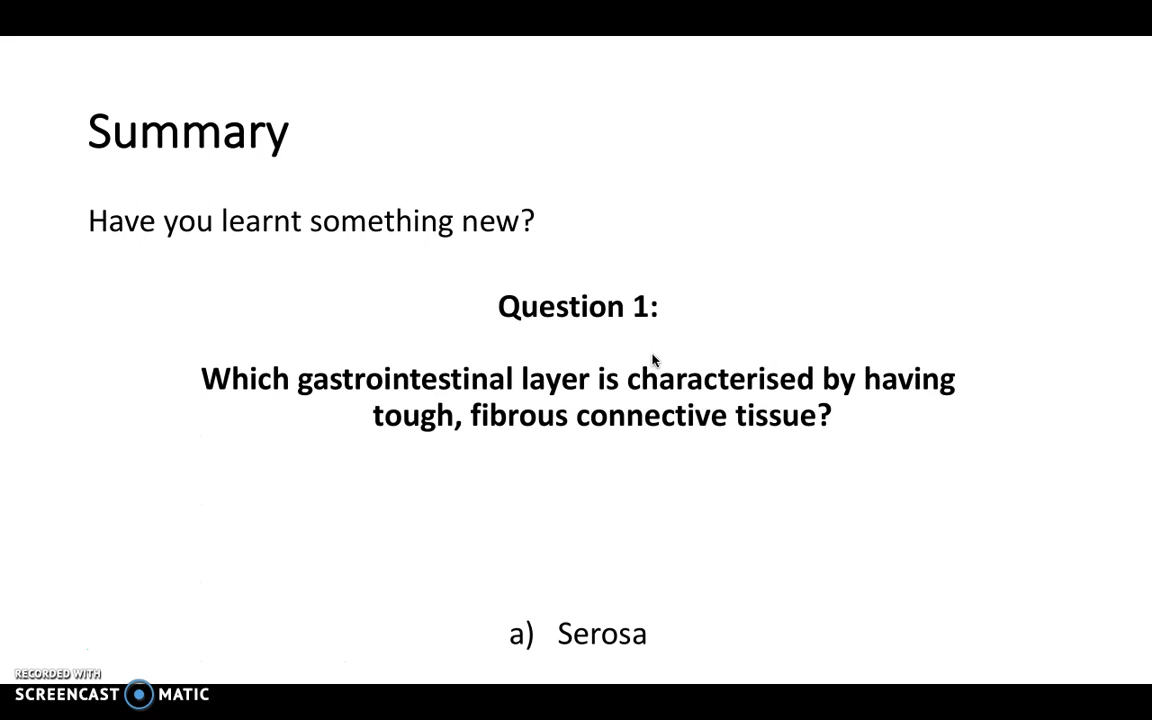 Summary
Have you learnt something new?
Question 1:
Which gastrointestinal layer is characterised by having
tough, fibrous connective tissue?
a) Serosa
RECORDED WITH
SCREENCAST MATIC